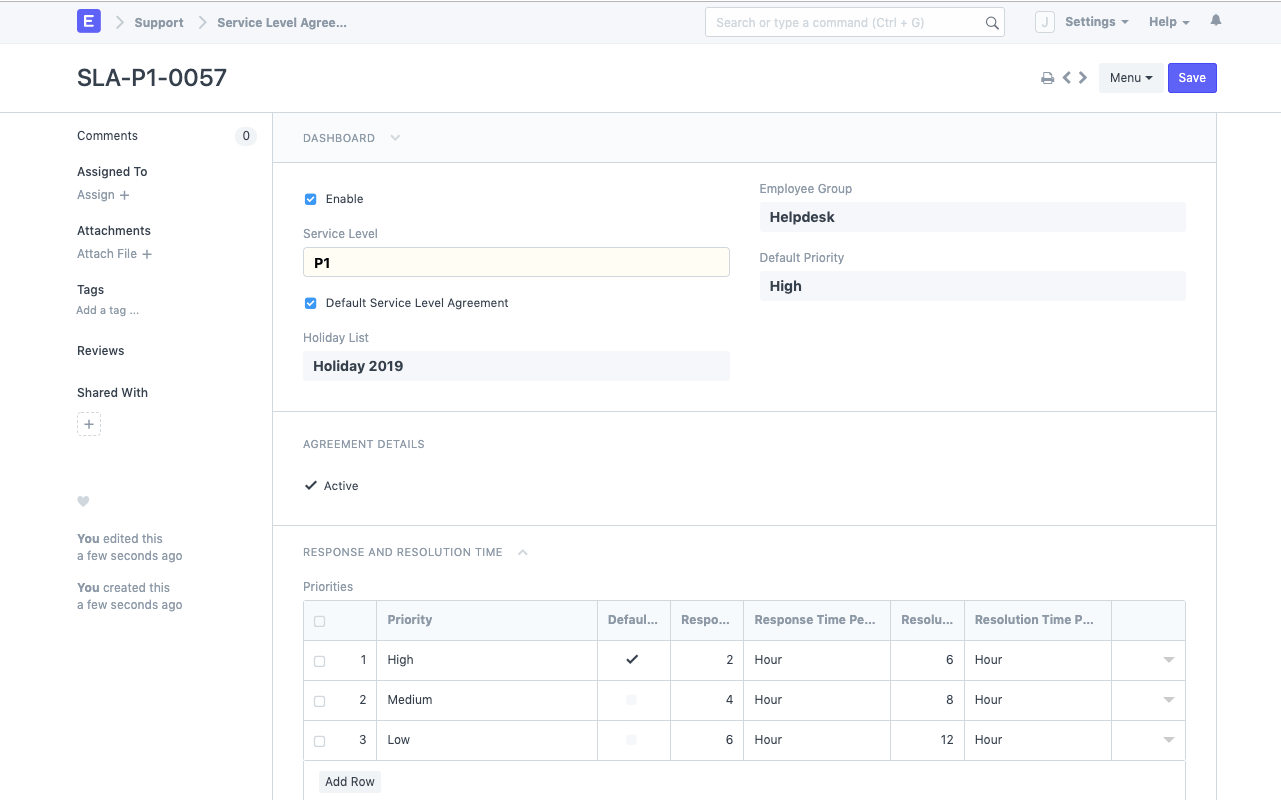 E Support Service Level Agree... Search or type a command (Ctrl + G) J Settings Help
SLA-P1-0057 Menu Save
Comments 0
Assigned To
Assign +
Attachments
Attach File +
Tags
Add a tag ...
Reviews
Shared With
+
You edited this
a few seconds ago
You created this
a few seconds ago
DASHBOARD
Enable
Service Level
P1
Default Service Level Agreement
Holiday List
Holiday 2019
Employee Group
Helpdesk
Default Priority
High
AGREEMENT DETAILS
Active
RESPONSE AND RESOLUTION TIME
Priorities
Priority Defaul... Respo... Response Time Pe... Resolu... Resolution Time P...
1 High 2 Hour 6 Hour
2 Medium 4 Hour 8 Hour
3 Low 6 Hour 12 Hour
Add Row